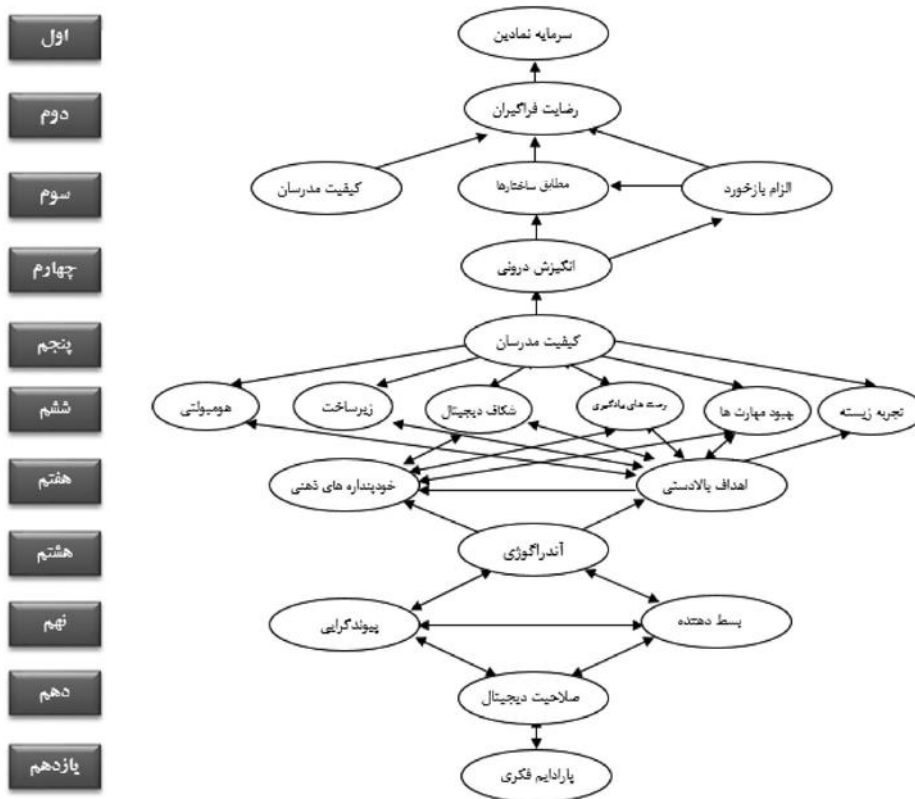 اول
سرمایه نمادین
دوم
رضایت فراگیران
سوم
الزام بازخورد
مطابق ساختارها
کیفیت مدرسان
چهارم
انگیزش درونی
پنجم
کیفیت مدرسان
ششم
تجربه زیسته
بهبود مهارت ها
های یادگیری
شکاف دیجیتال
زیرساخت
هومیولتی
هفتم
اهداف بالادستی
خودپنداره های ذهنی
هشتم
آندراگوژی
نهم
بسط دهنده
پیوندگرایی
دهم
صلاحیت دیجیتال
یازدهم
پارادایم فکری